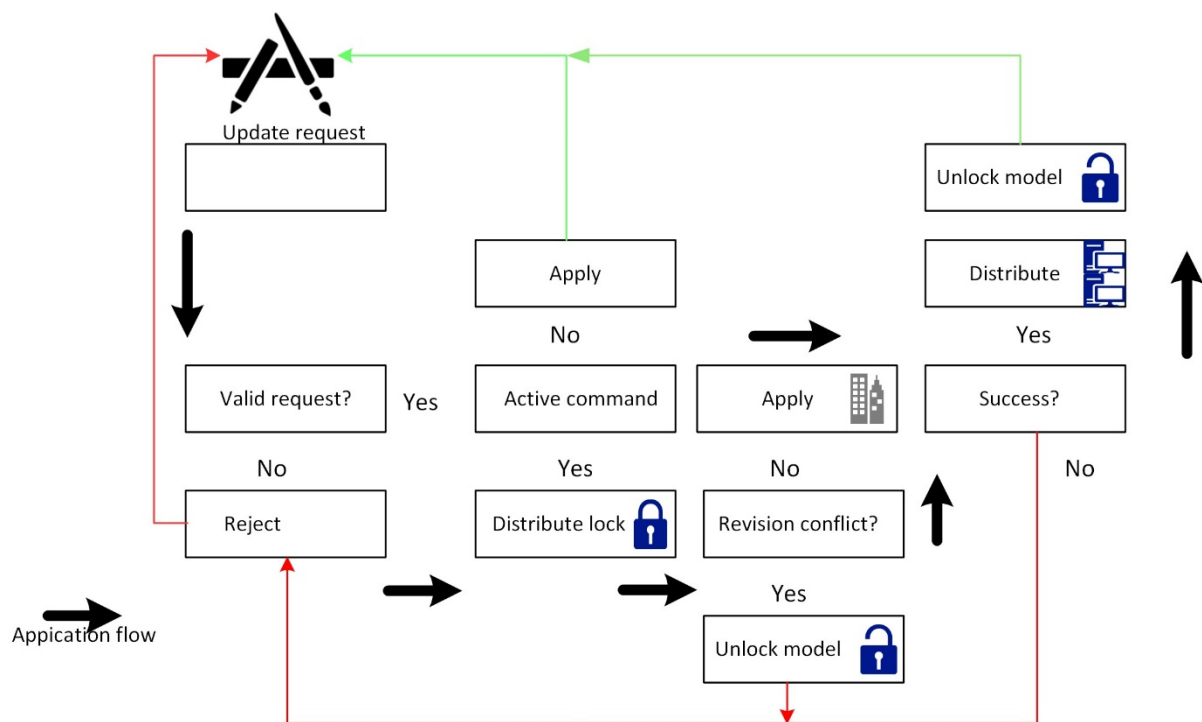 Update request
Unlock model
Apply
Distribute
No
Yes
Valid request?
Yes
Active command
Apply
Success?
No
Yes
No
No
Reject
Distribute lock
Revision conflict?
Yes
Appication flow
Unlock model